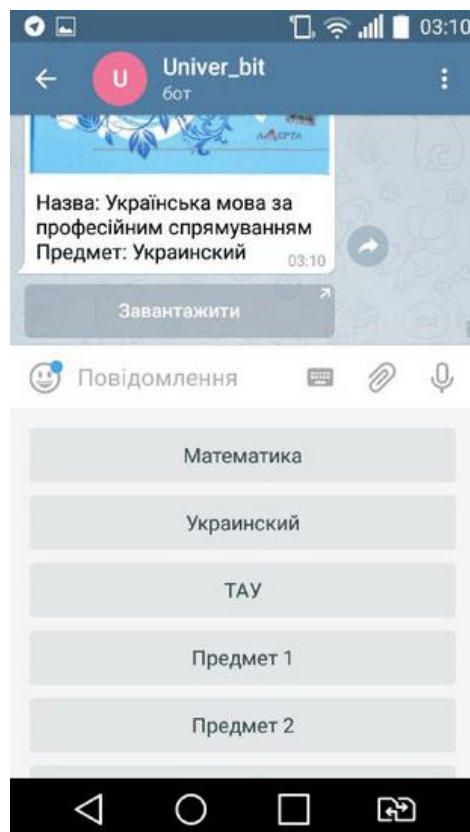 03:10
U
Univer_bit
бот
АЛЕРТА
Назва: Українська мова за
професійним спрямуванням
Предмет: Украинский
03:10
Завантажити
Повідомлення
Математика
Украинский
ТАУ
Предмет 1
Предмет 2